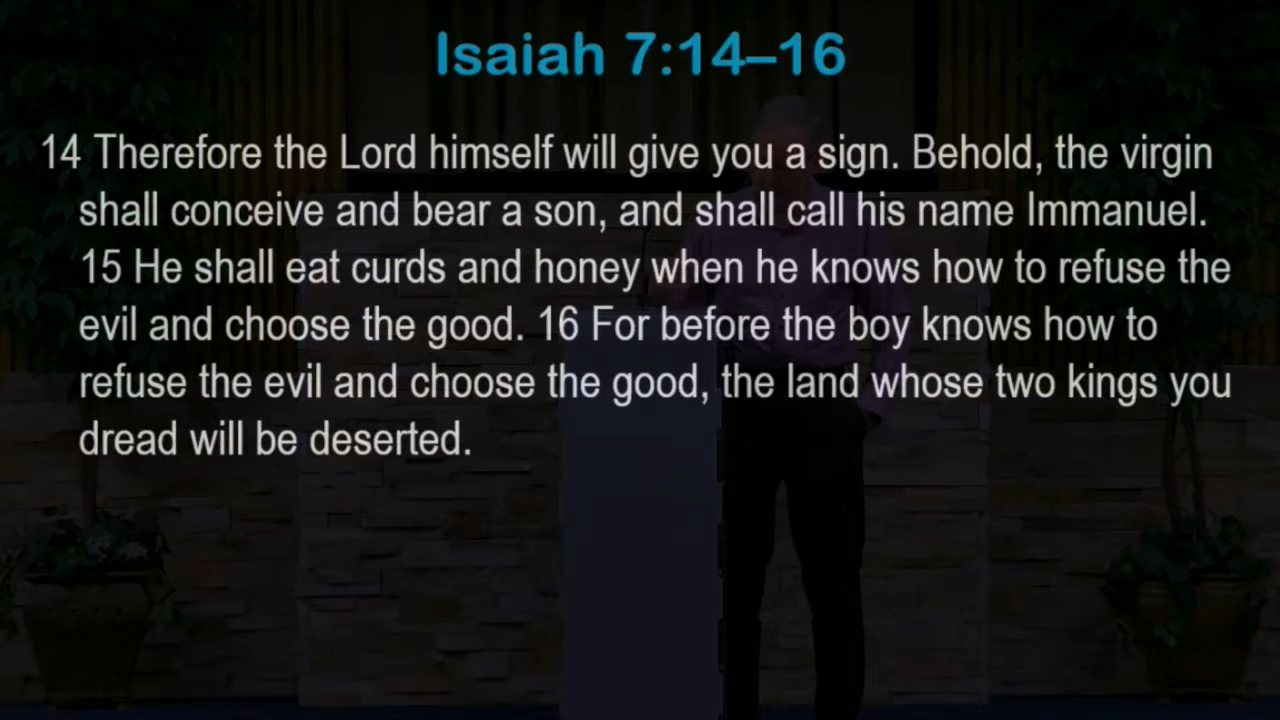 Isaiah 7:14–16
14 Therefore the Lord himself will give you a sign. Behold, the virgin
shall conceive and bear a son, and shall call his name Immanuel.
15 He shall eat curds and honey when he knows how to refuse the
evil and choose the good. 16 For before the boy knows how to
refuse the evil and choose the good, the land whose two kings you
dread will be deserted.